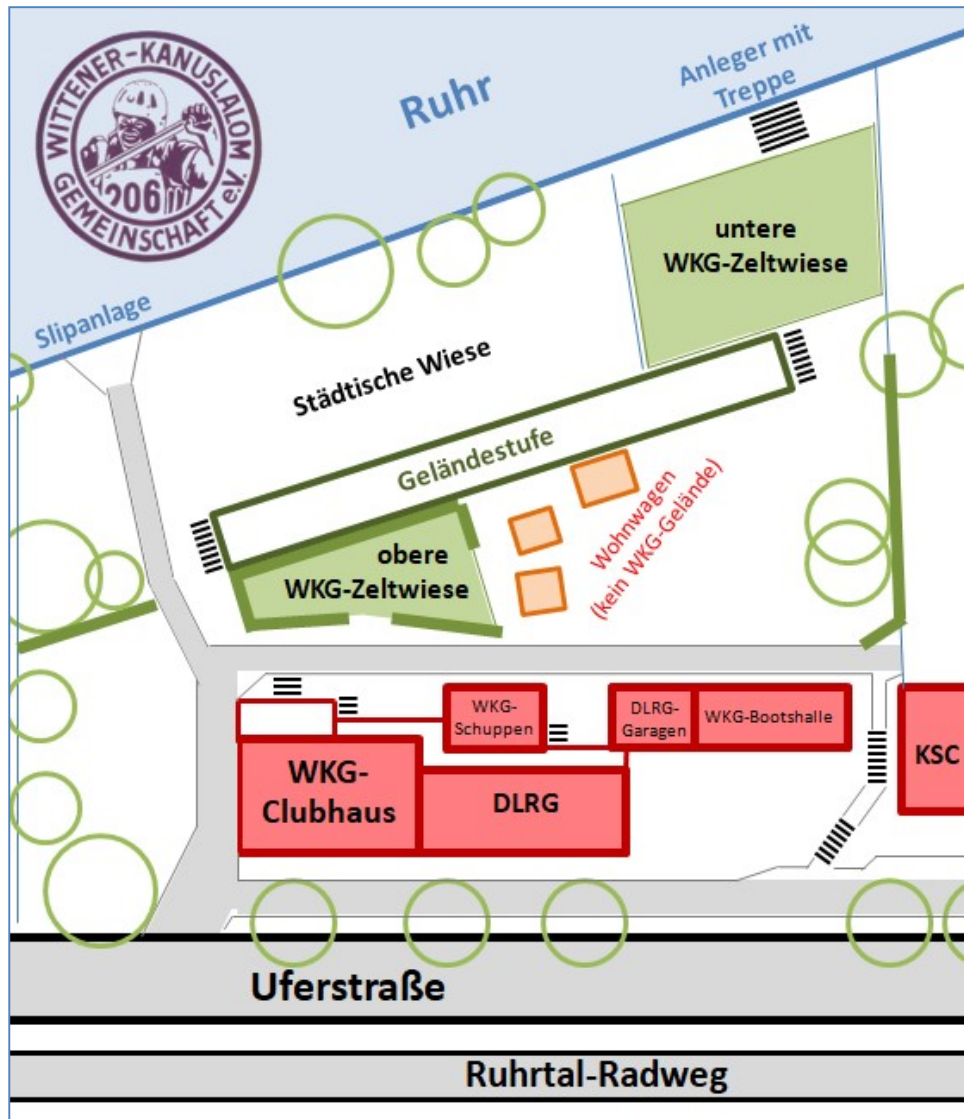 WITTENER-KANUSLALOM
GEMEINSCHAFT e.V.
206
Ruhr
Anleger mit
Treppe
untere
WKG-Zeltwiese
Slipanlage
Städtische Wiese
Geländestufe
Wohnwagen
(kein WKG-Gelände)
obere
WKG-Zeltwiese
WKG-
Schuppen
DLRG-
Garagen
WKG-Bootshalle
KSC
WKG-
Clubhaus
DLRG
Uferstraße
Ruhrtal-Radweg